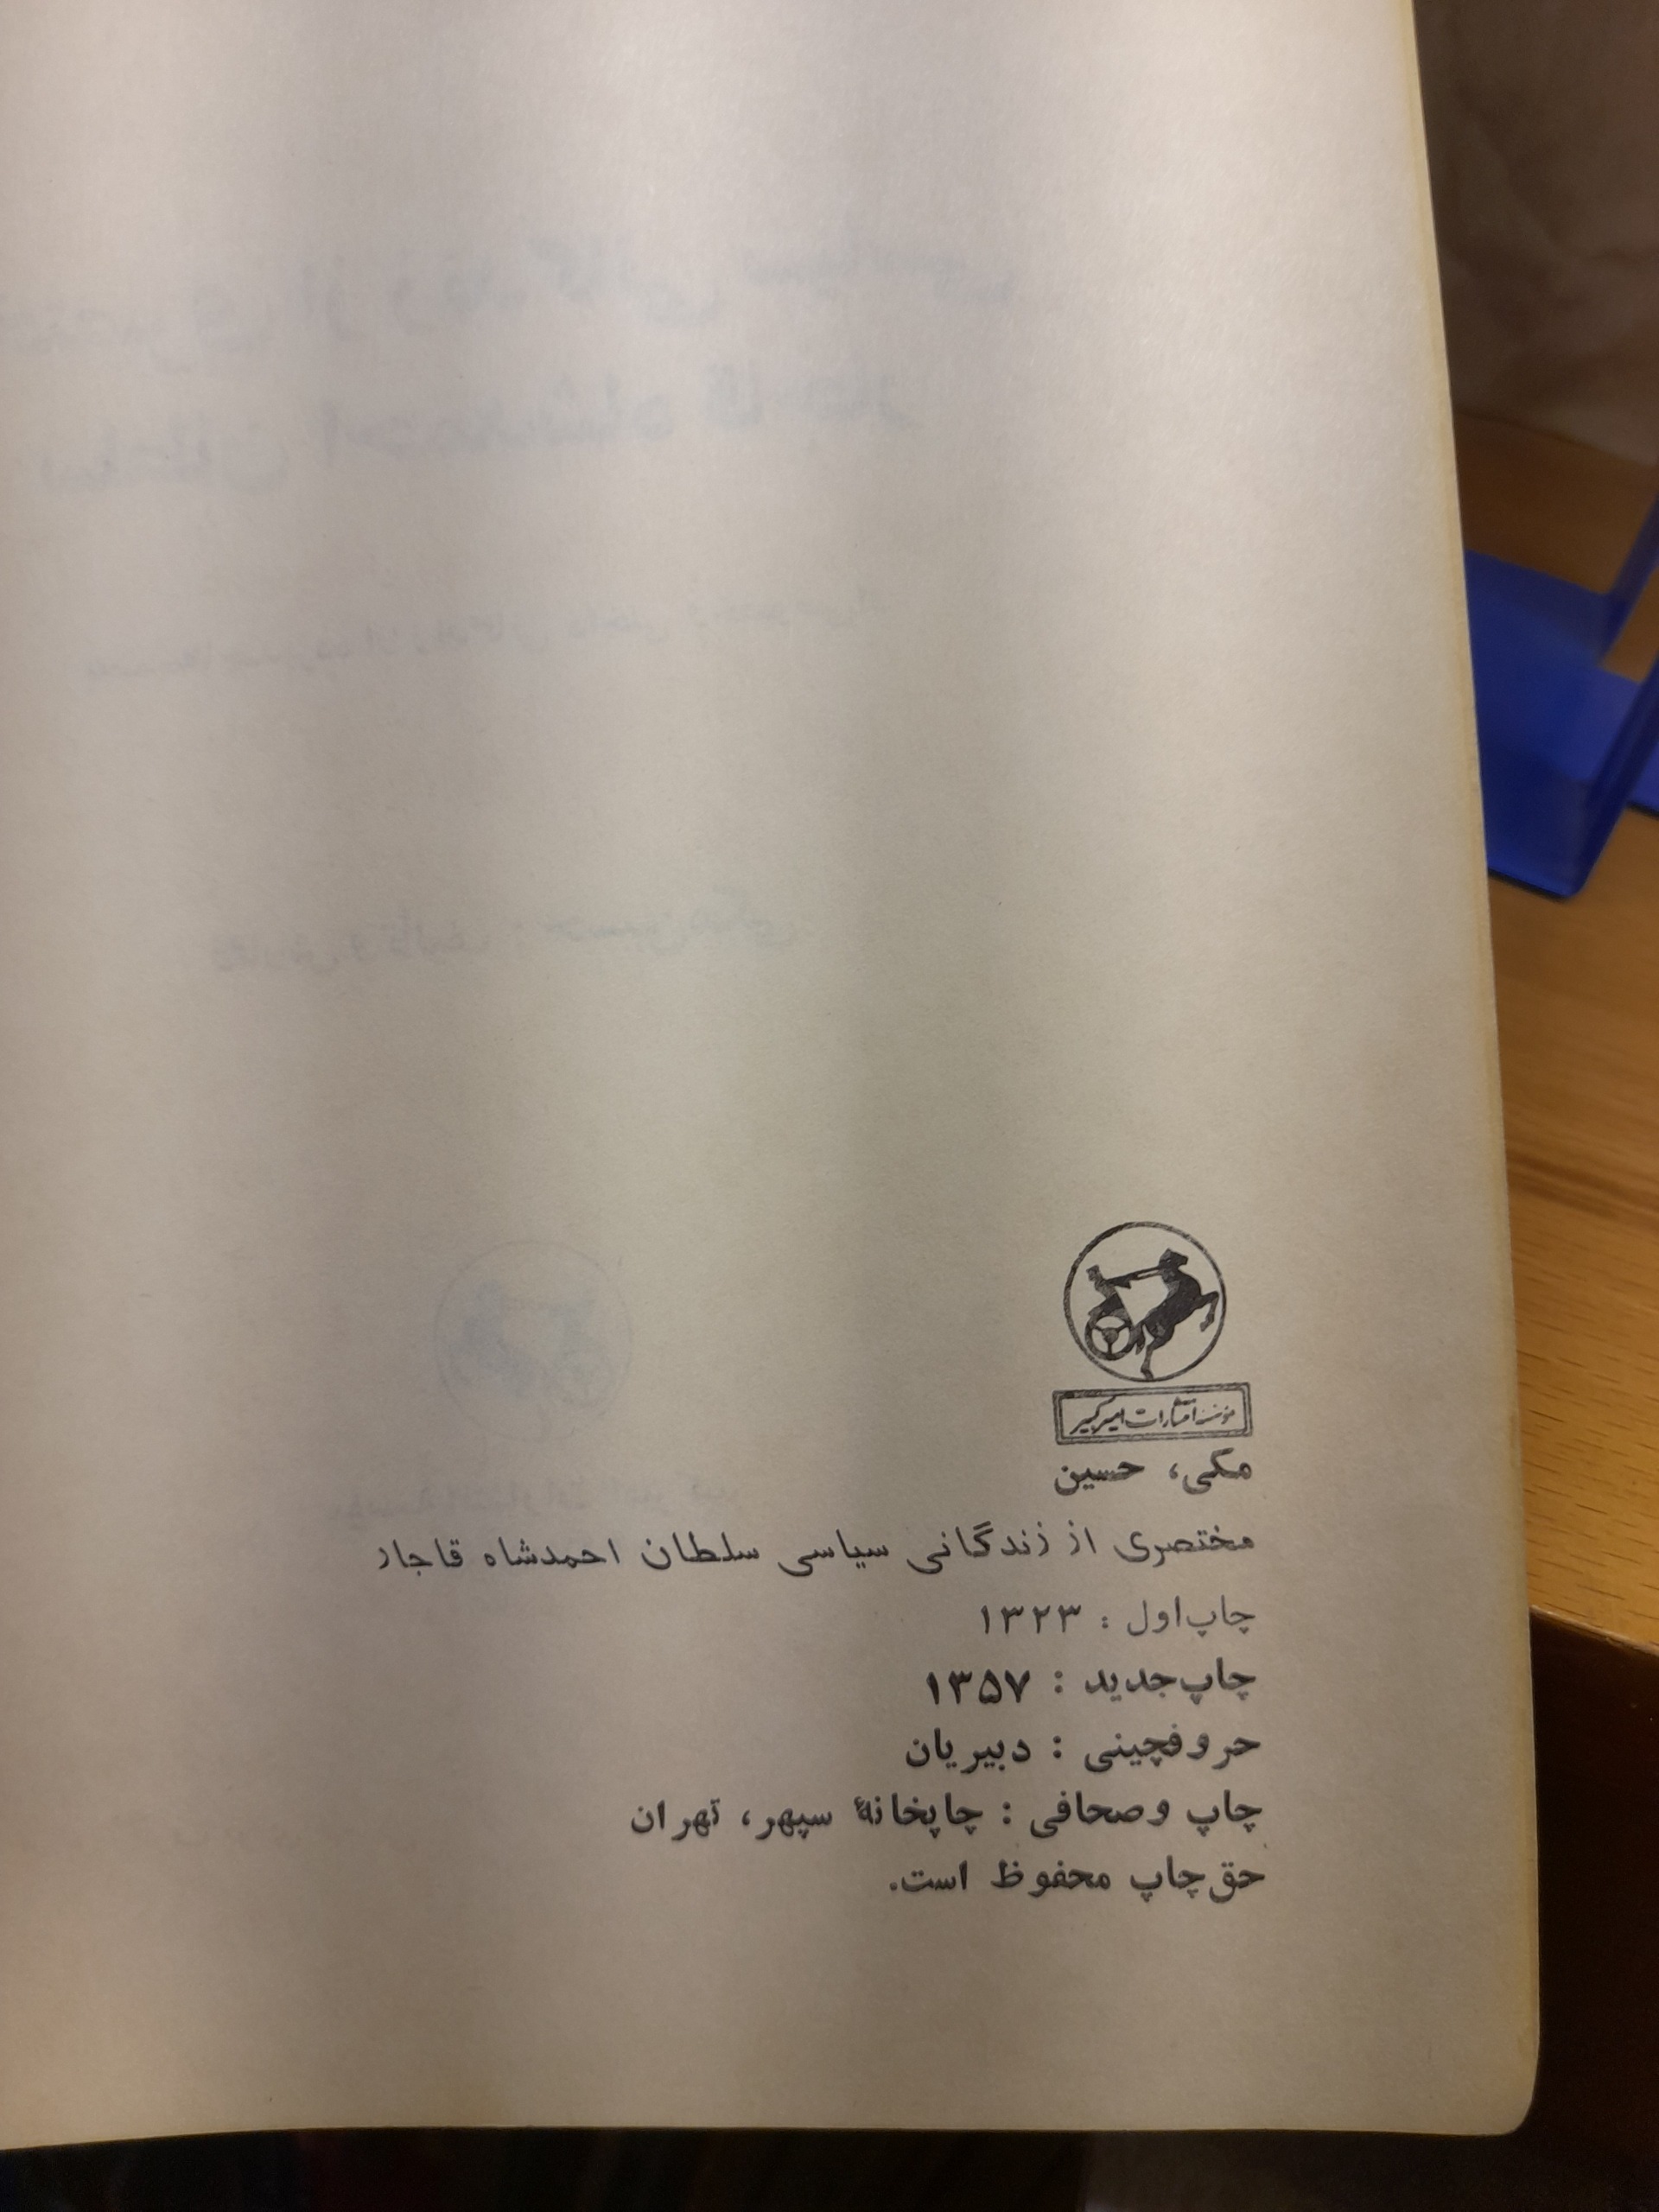 مؤسسه انتشارات امیرکبیر
مکی، حسین
مختصری از زندگانی سیاسی سلطان احمدشاه قاجار
چاپ‌اول : ۱۳۲۳
چاپ‌جدید : ۱۳۵۷
حروفچینی : دبیریان
چاپ وصحافی : چاپخانهٔ سپهر، تهران
حق‌چاپ محفوظ است.